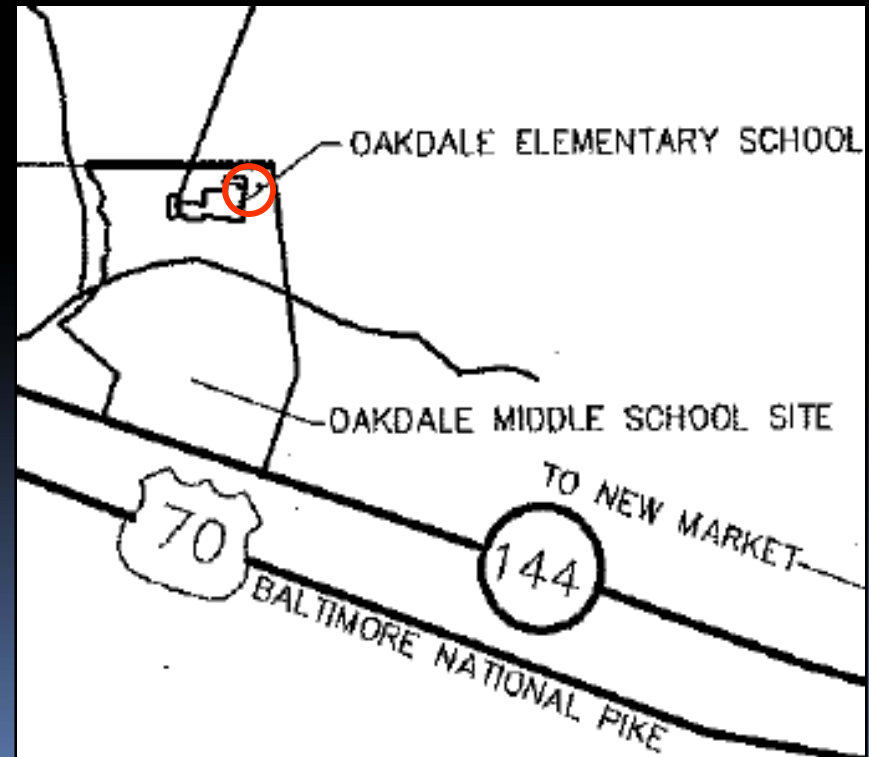 OAKDALE ELEMENTARY SCHOOL
OAKDALE MIDDLE SCHOOL SITE
TO NEW MARKET
70
144
BALTIMORE NATIONAL PIKE